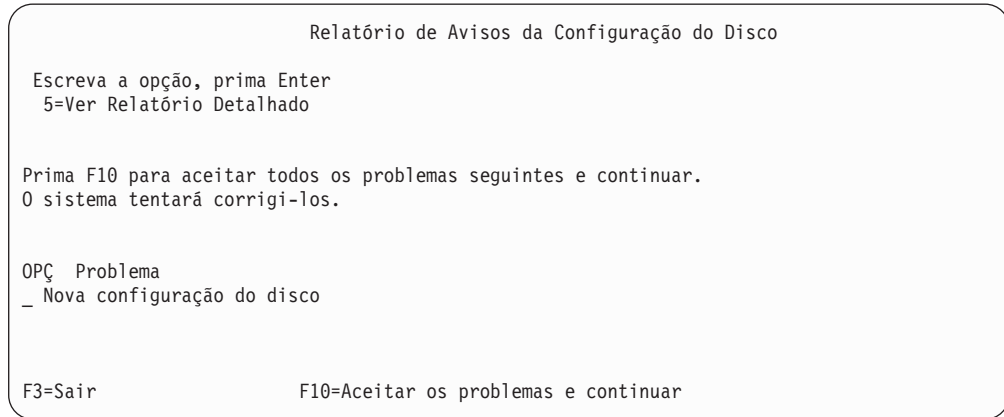 Relatório de Avisos da Configuração do Disco
Escreva a opção, prima Enter
5=Ver Relatório Detalhado
Prima F10 para aceitar todos os problemas seguintes e continuar.
O sistema tentará corrigi-los.
OPÇ Problema
_ Nova configuração do disco
F3=Sair F10=Aceitar os problemas e continuar